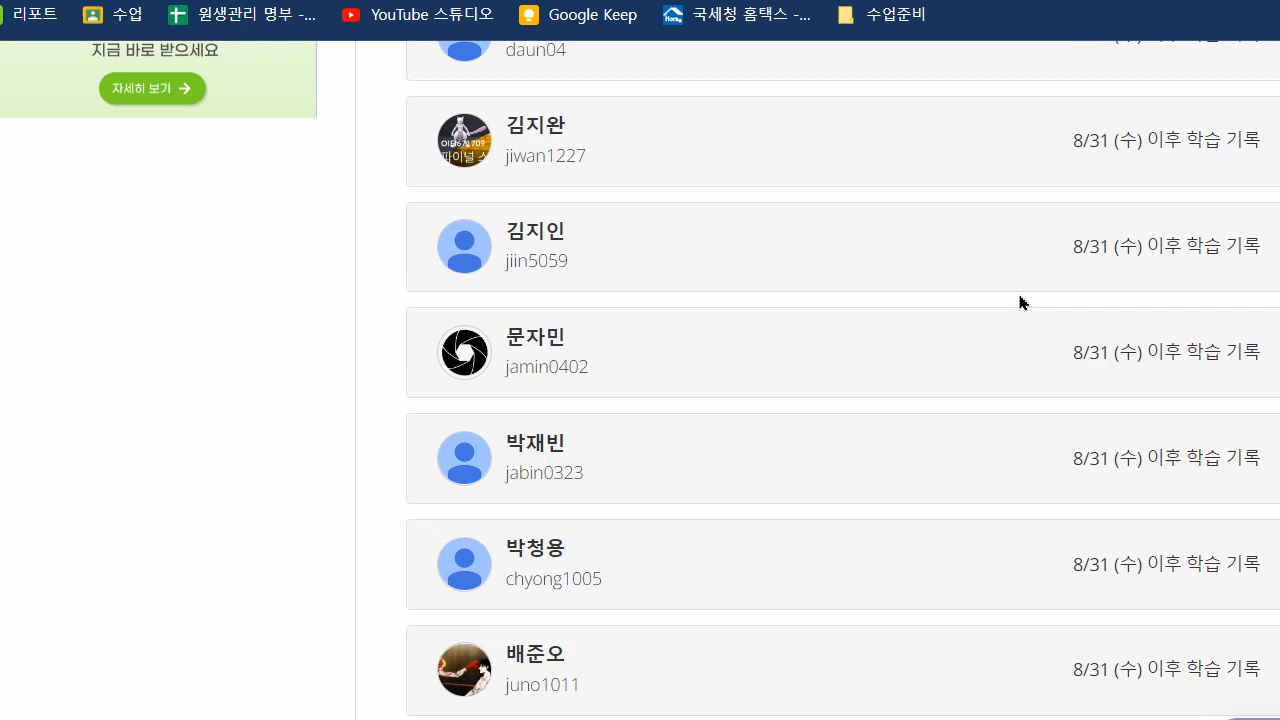 리포트 수업 원생관리 명부 -... YouTube 스튜디오 Google Keep 국세청 홈택스 -... 수업준비
지금 바로 받으세요
자세히 보기
daun04
김지완
jiwan1227
8/31 (수) 이후 학습 기록
김지인
jiin5059
8/31 (수) 이후 학습 기록
문자민
jamin0402
8/31 (수) 이후 학습 기록
박재빈
jabin0323
8/31 (수) 이후 학습 기록
박청용
chyong1005
8/31 (수) 이후 학습 기록
배준오
juno1011
8/31 (수) 이후 학습 기록